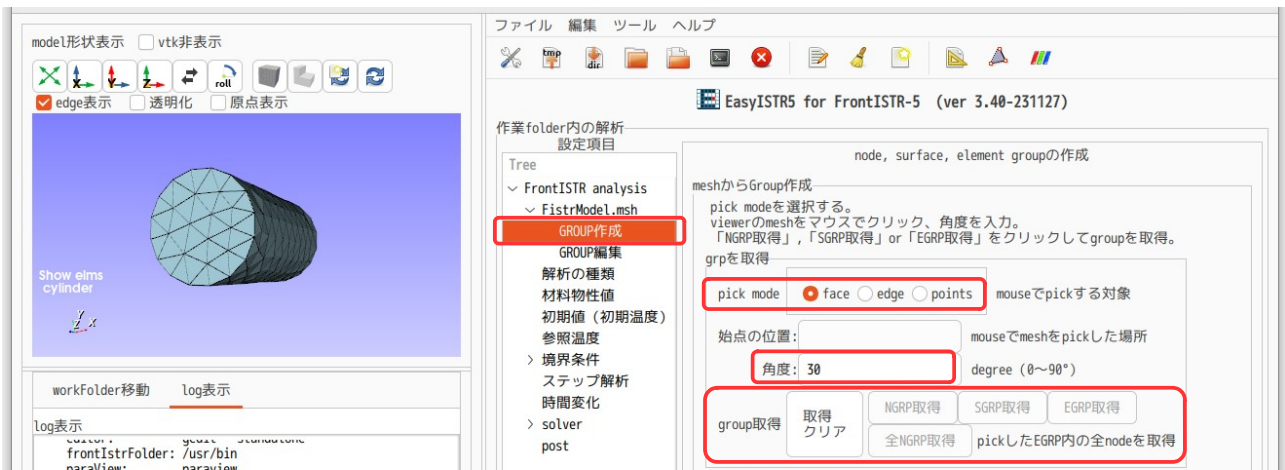 model形状表示 vtk非表示
roll
edge表示 透明化 原点表示
Show elms
cylinder
Z X
workFolder移動 log表示
log表示
frontIstrFolder: /usr/bin
paraView: paraview
ファイル 編集 ツール ヘルプ
tmp
dir
EasyISTR5 for FrontISTR-5 (ver 3.40-231127)
作業folder内の解析
設定項目
Tree
FrontISTR analysis
FistrModel.msh
GROUP作成
GROUP編集
解析の種類
材料物性値
初期値（初期温度）
参照温度
境界条件
ステップ解析
時間変化
solver
post
node, surface, element groupの作成
meshからGroup作成
pick modeを選択する。
viewerのmeshをマウスでクリック、角度を入力。
「NGRP取得」,「SGRP取得」or「EGRP取得」をクリックしてgroupを取得。
grpを取得
pick mode face edge points mouseでpickする対象
始点の位置: mouseでmeshをpickした場所
角度: 30 degree (0～90°)
group取得 取得クリア NGRP取得 SGRP取得 EGRP取得
全NGRP取得 pickしたEGRP内の全nodeを取得